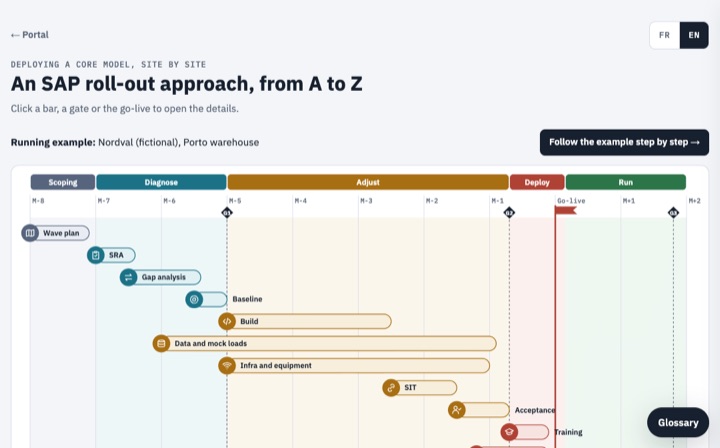 ← Portal
FR EN
DEPLOYING A CORE MODEL, SITE BY SITE
An SAP roll-out approach, from A to Z
Click a bar, a gate or the go-live to open the details.
Running example: Nordval (fictional), Porto warehouse
Follow the example step by step →
Scoping Diagnose Adjust Deploy Run
M-8 M-7 M-6 M-5 M-4 M-3 M-2 M-1 Go-live M+1 M+2
Wave plan
SRA
Gap analysis
Baseline
Build
Data and mock loads
Infra and equipment
SIT
Acceptance
Training
Glossary